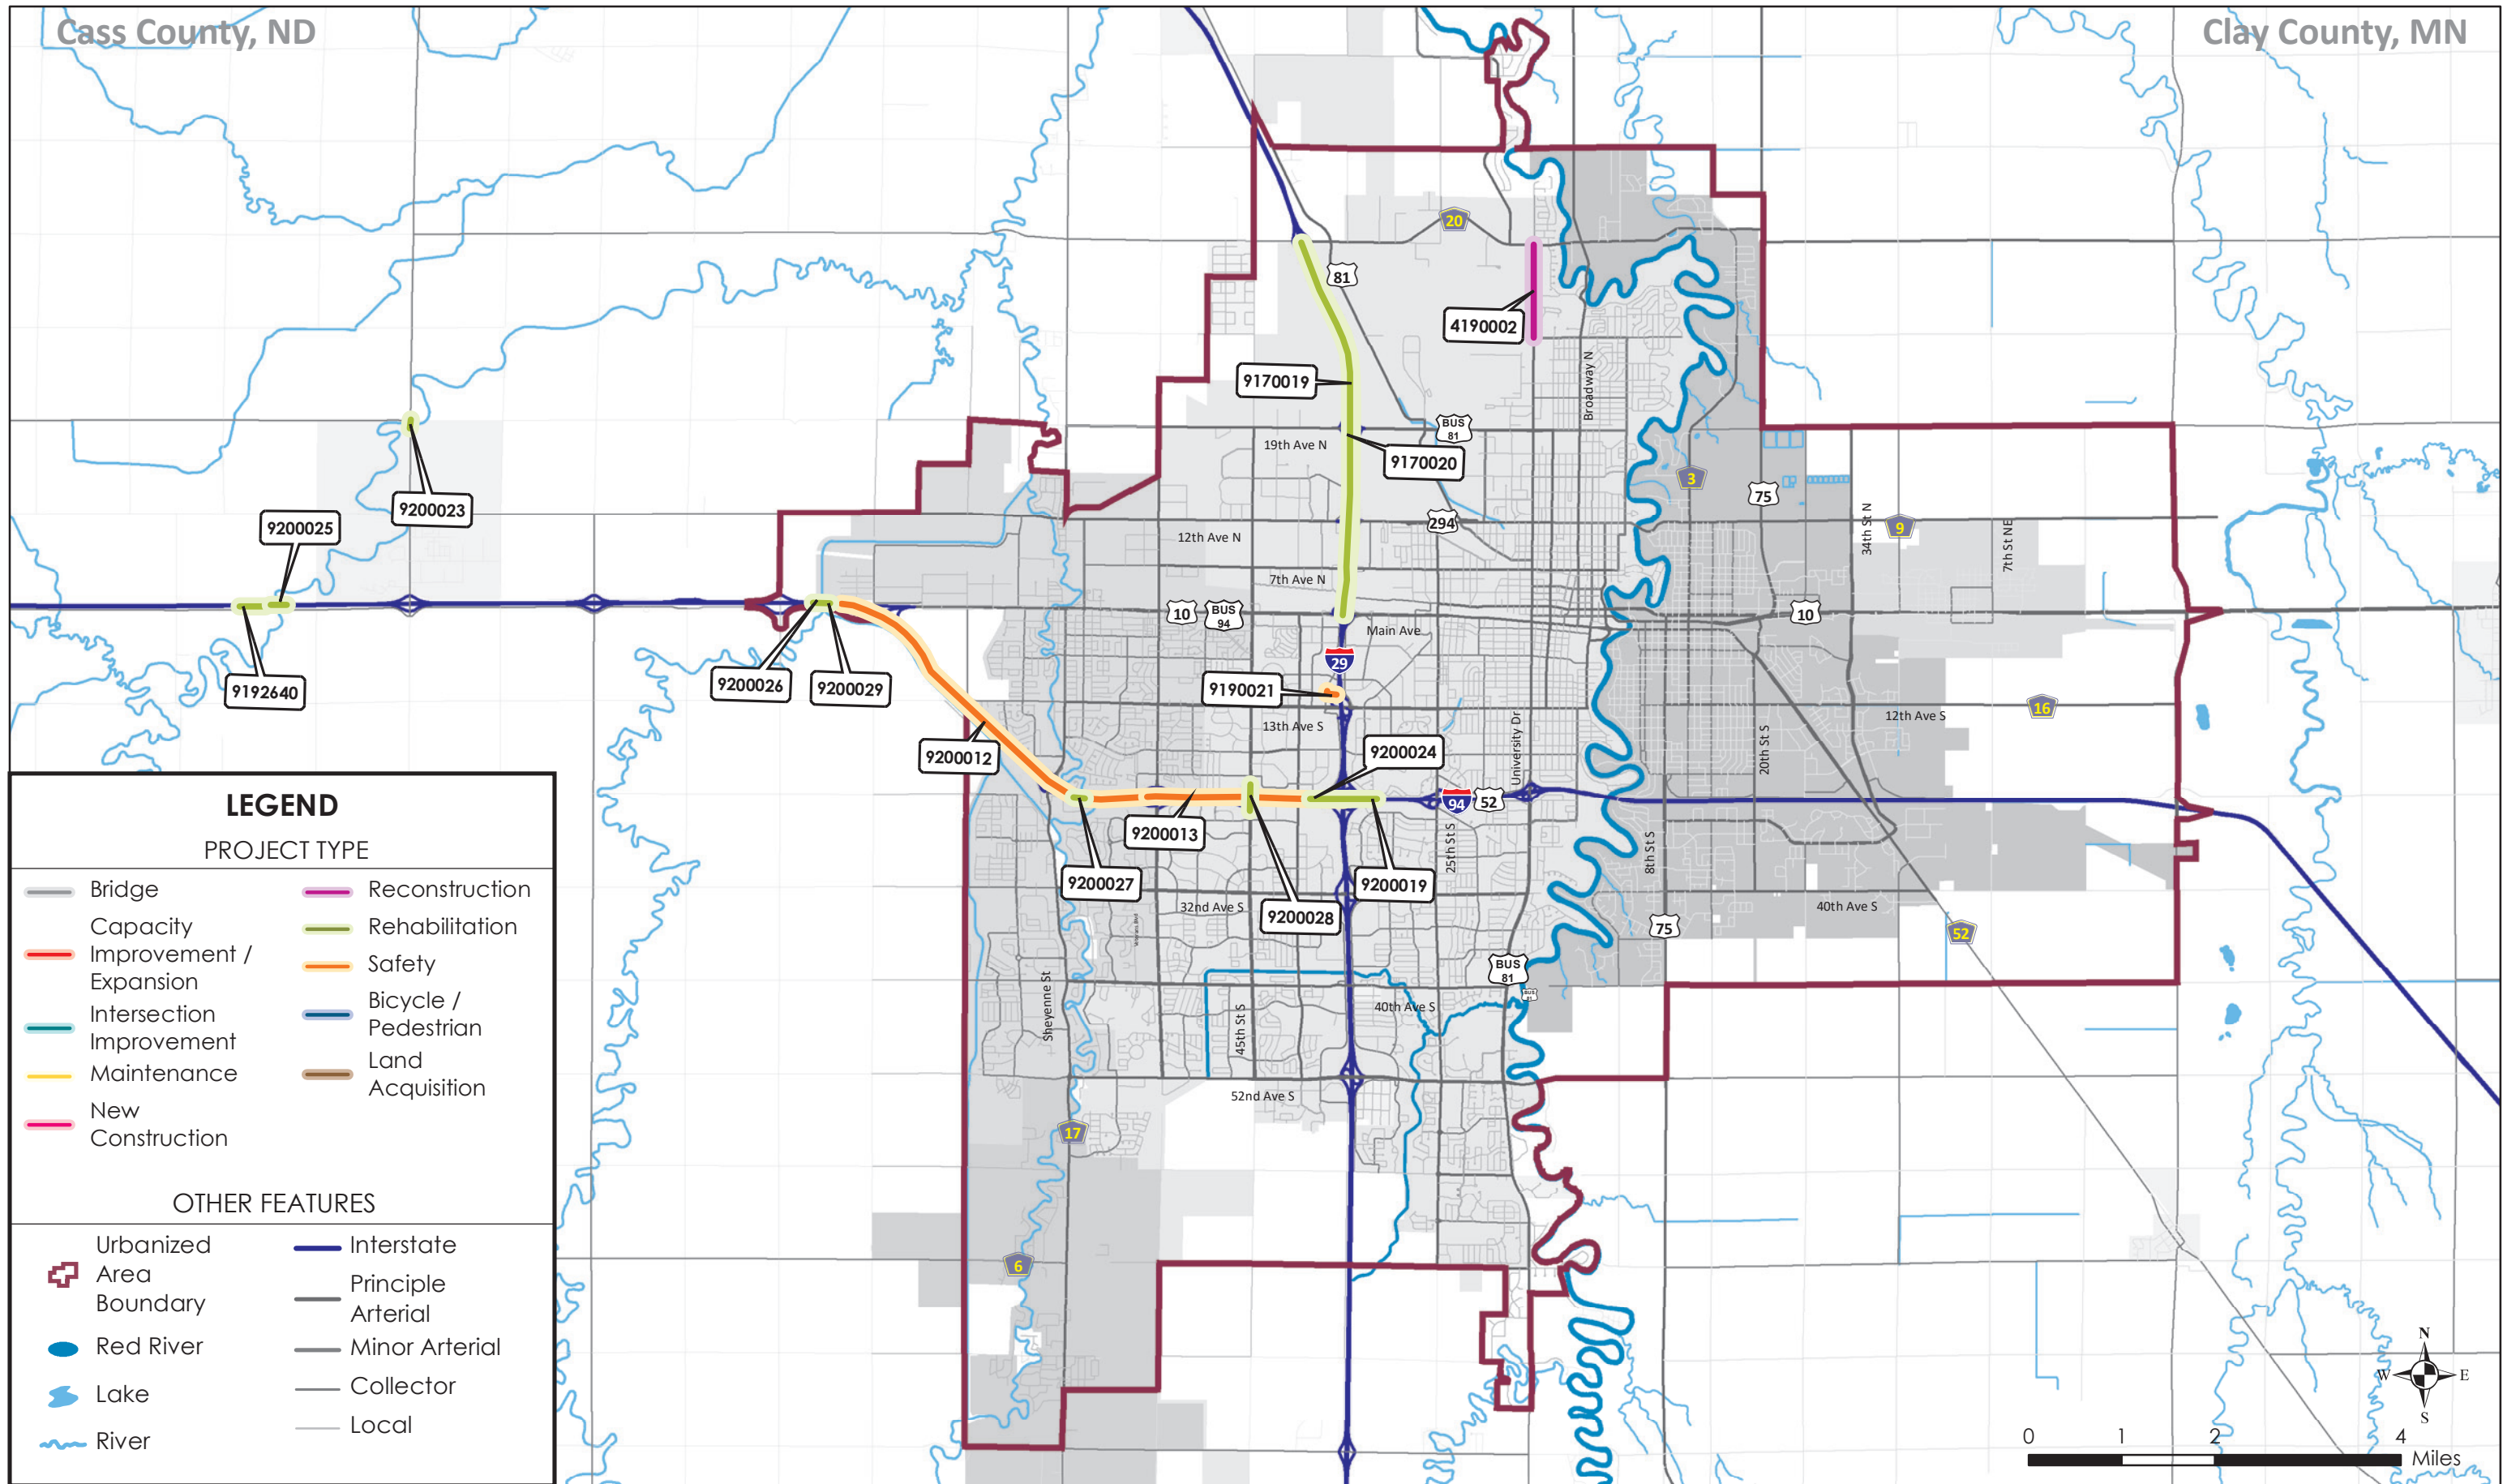 Cass County, ND
Clay County, MN
20
81
4190002
Broadway N
9170019
BUS
81
19th Ave N
9170020
3
75
9200023
9200025
294
12th Ave N
34th St N
9
7th St NE
7th Ave N
10
BUS
94
10
Main Ave
29
9192640
9200026
9200029
9190021
13th Ave S
University Dr
12th Ave S
16
20th St S
9200012
9200024
94
52
9200013
25th St S
8th St S
9200027
9200019
32nd Ave S
9200028
40th Ave S
75
52
BUS
81
BUS
81
Sheyenne St
45th St S
40th Ave S
52nd Ave S
17
6
LEGEND
PROJECT TYPE
Bridge
Capacity
Improvement /
Expansion
Intersection
Improvement
Maintenance
New
Construction
Reconstruction
Rehabilitation
Safety
Bicycle /
Pedestrian
Land
Acquisition
OTHER FEATURES
Urbanized
Area
Boundary
Red River
Lake
River
Interstate
Principle
Arterial
Minor Arterial
Collector
Local
N
W
E
S
0 1 2 4
Miles